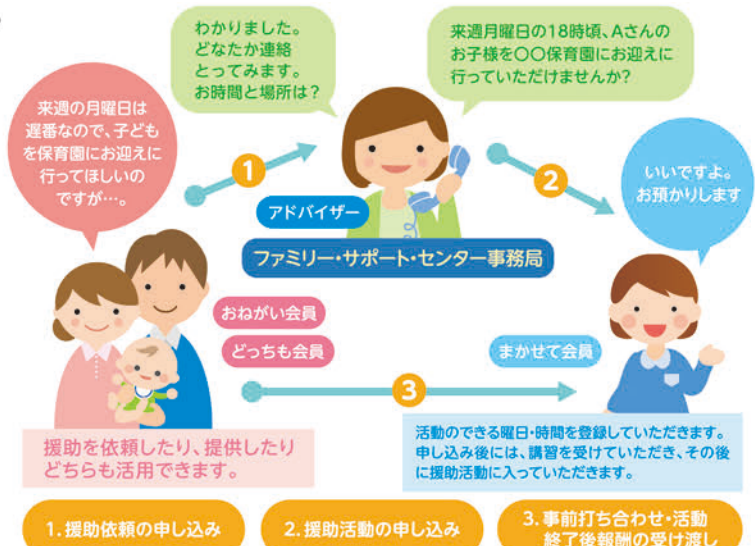 わかりました。
どなたか連絡
とってみます。
お時間と場所は？
来週月曜日の18時頃、Aさんの
お子様を〇〇保育園にお迎えに
行っていただけませんか？
来週の月曜日は
遅番なので、子ども
を保育園にお迎えに
行ってほしいの
ですが…。
1
2
いいですよ。
お預かりします
アドバイザー
ファミリー・サポート・センター事務局
おねがい会員
どっちも会員
まかせて会員
3
援助を依頼したり、提供したり
どちらも活用できます。
活動のできる曜日・時間を登録していただきます。
申し込み後には、講習を受けていただき、その後
に援助活動に入っていただきます。
1.援助依頼の申し込み
2.援助活動の申し込み
3.事前打ち合わせ・活動
終了後報酬の受け渡し